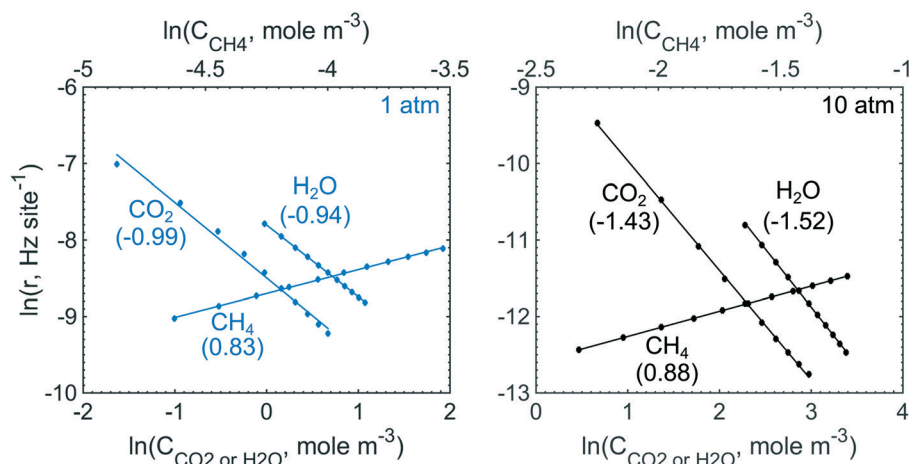 ln(C_CH4, mole m^-3)
-5 -4.5 -4 -3.5
-6
-7
-8
-9
-10
ln(r, Hz site^-1)
1 atm
CO2
(-0.99)
H2O
(-0.94)
CH4
(0.83)
-2 -1 0 1 2
ln(C_CO2 or H2O, mole m^-3)
ln(C_CH4, mole m^-3)
-2.5 -2 -1.5 -1
-9
-10
-11
-12
-13
10 atm
CO2
(-1.43)
H2O
(-1.52)
CH4
(0.88)
0 1 2 3 4
ln(C_CO2 or H2O, mole m^-3)